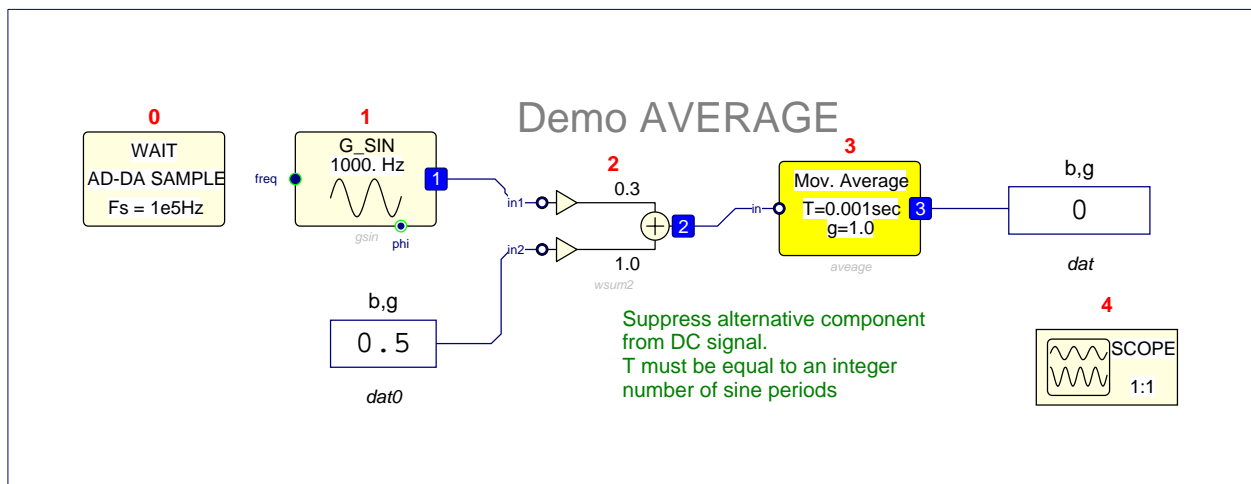 Demo AVERAGE
0
WAIT
AD-DA SAMPLE
Fs = 1e5Hz
1
G_SIN
1000. Hz
freq
1
gsin
phi
2
0.3
in1
in2
1.0
2
wsum2
3
Mov. Average
T=0.001sec
g=1.0
in
3
aveage
b,g
0
dat
b,g
0.5
dat0
Suppress alternative component
from DC signal.
T must be equal to an integer
number of sine periods
4
SCOPE
1:1